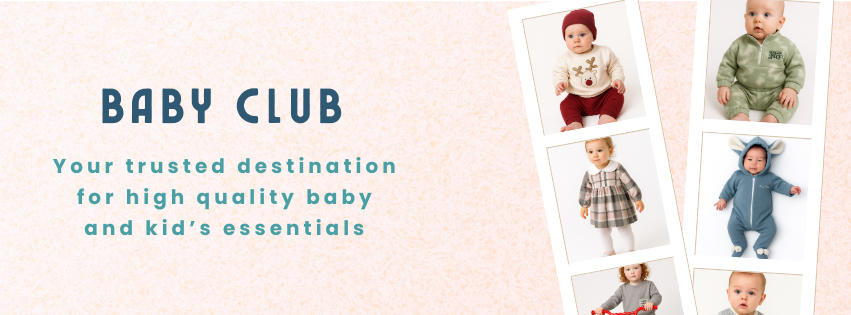 BABY CLUB
Your trusted destination
for high quality baby
and kid's essentials